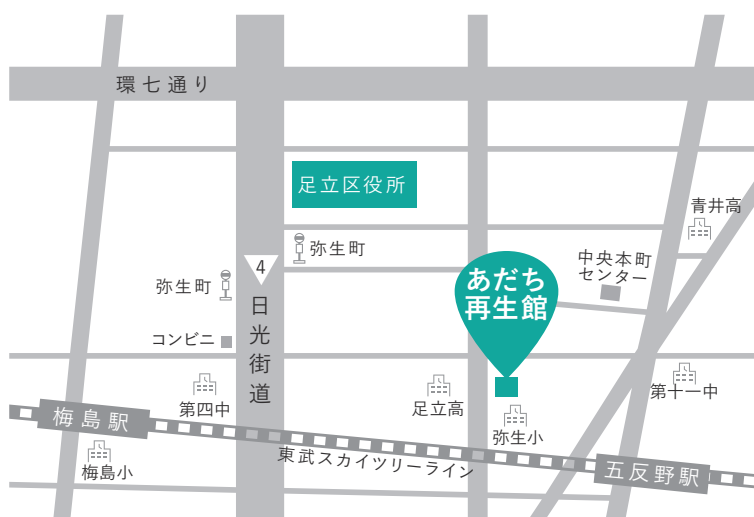 環七通り
足立区役所
青井高
弥生町
中央本町
センター
4
弥生町
あだち
再生館
日光街道
コンビニ
第四中
足立高
第十一中
梅島駅
弥生小
梅島小
東武スカイツリーライン
五反野駅